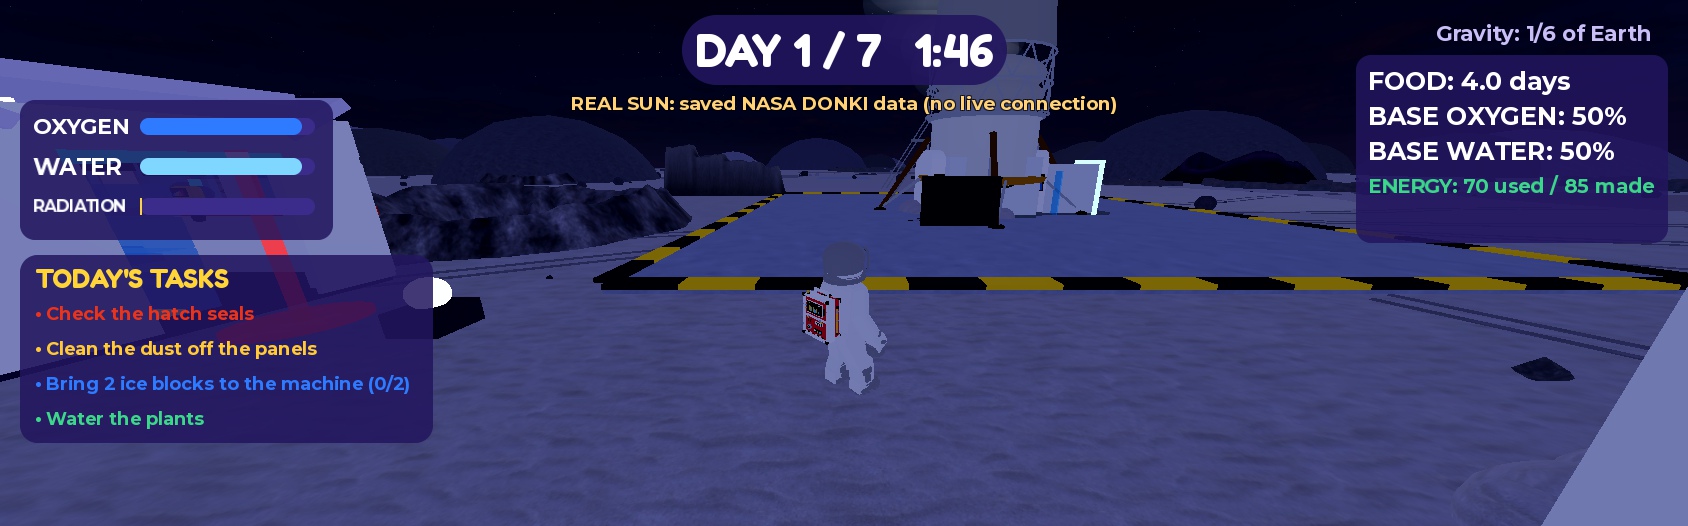 DAY 1 / 7 1:46
REAL SUN: saved NASA DONKI data (no live connection)
Gravity: 1/6 of Earth
OXYGEN
WATER
RADIATION
FOOD: 4.0 days
BASE OXYGEN: 50%
BASE WATER: 50%
ENERGY: 70 used / 85 made
TODAY'S TASKS
• Check the hatch seals
• Clean the dust off the panels
• Bring 2 ice blocks to the machine (0/2)
• Water the plants